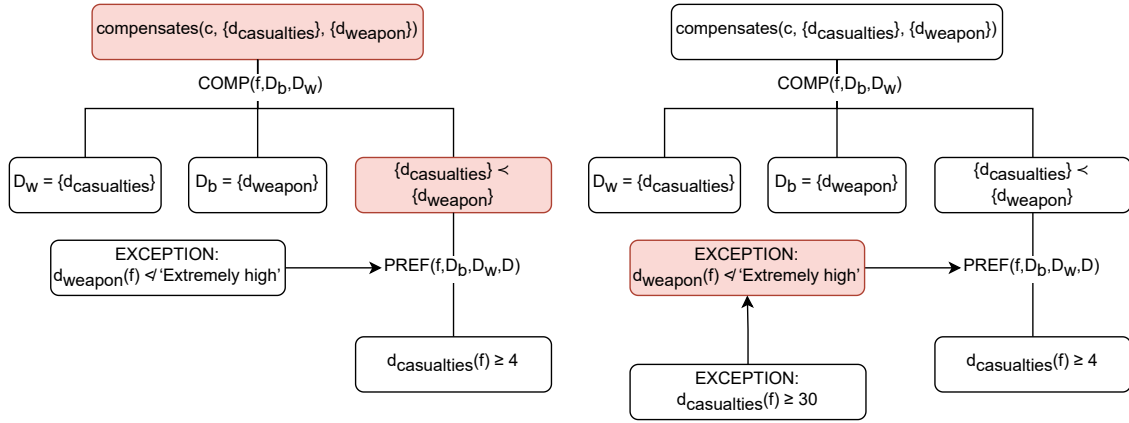 compensates(c, {dcasualties}, {dweapon})
COMP(f,Db,Dw)
Dw = {dcasualties}
Db = {dweapon}
{dcasualties} ≺
{dweapon}
EXCEPTION:
dweapon(f) ≮ 'Extremely high'
PREF(f,Db,Dw,D)
dcasualties(f) ≥ 4
compensates(c, {dcasualties}, {dweapon})
COMP(f,Db,Dw)
Dw = {dcasualties}
Db = {dweapon}
{dcasualties} ≺
{dweapon}
EXCEPTION:
dweapon(f) ≮ 'Extremely high'
PREF(f,Db,Dw,D)
EXCEPTION:
dcasualties(f) ≥ 30
dcasualties(f) ≥ 4